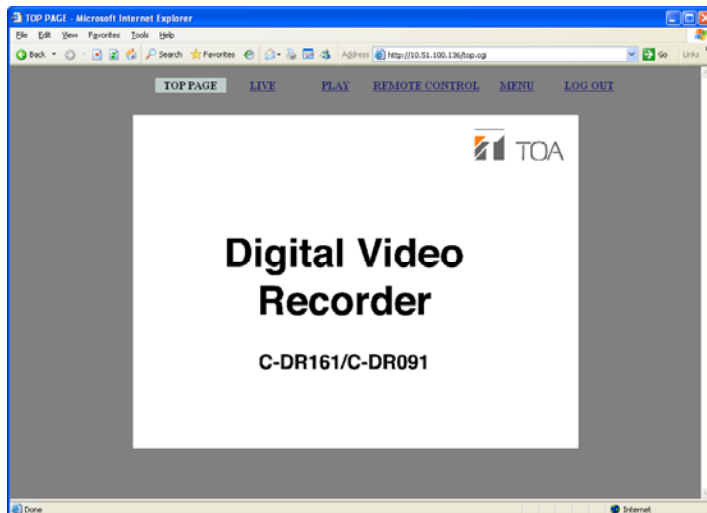 TOP PAGE - Microsoft Internet Explorer
File Edit View Favorites Tools Help
Back Search Favorites Address http://10.51.100.136/top.cgi Go Links
TOP PAGE LIVE PLAY REMOTE CONTROL MENU LOG OUT
TOA
Digital Video
Recorder
C-DR161/C-DR091
Done Internet